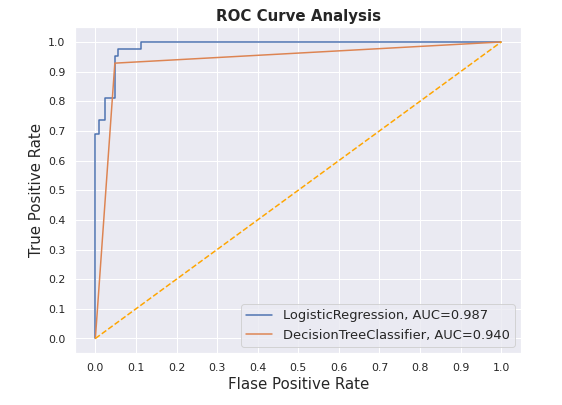 ROC Curve Analysis
1.0
0.9
0.8
0.7
0.6
0.5
0.4
0.3
0.2
0.1
0.0
True Positive Rate
LogisticRegression, AUC=0.987
DecisionTreeClassifier, AUC=0.940
0.0 0.1 0.2 0.3 0.4 0.5 0.6 0.7 0.8 0.9 1.0
Flase Positive Rate